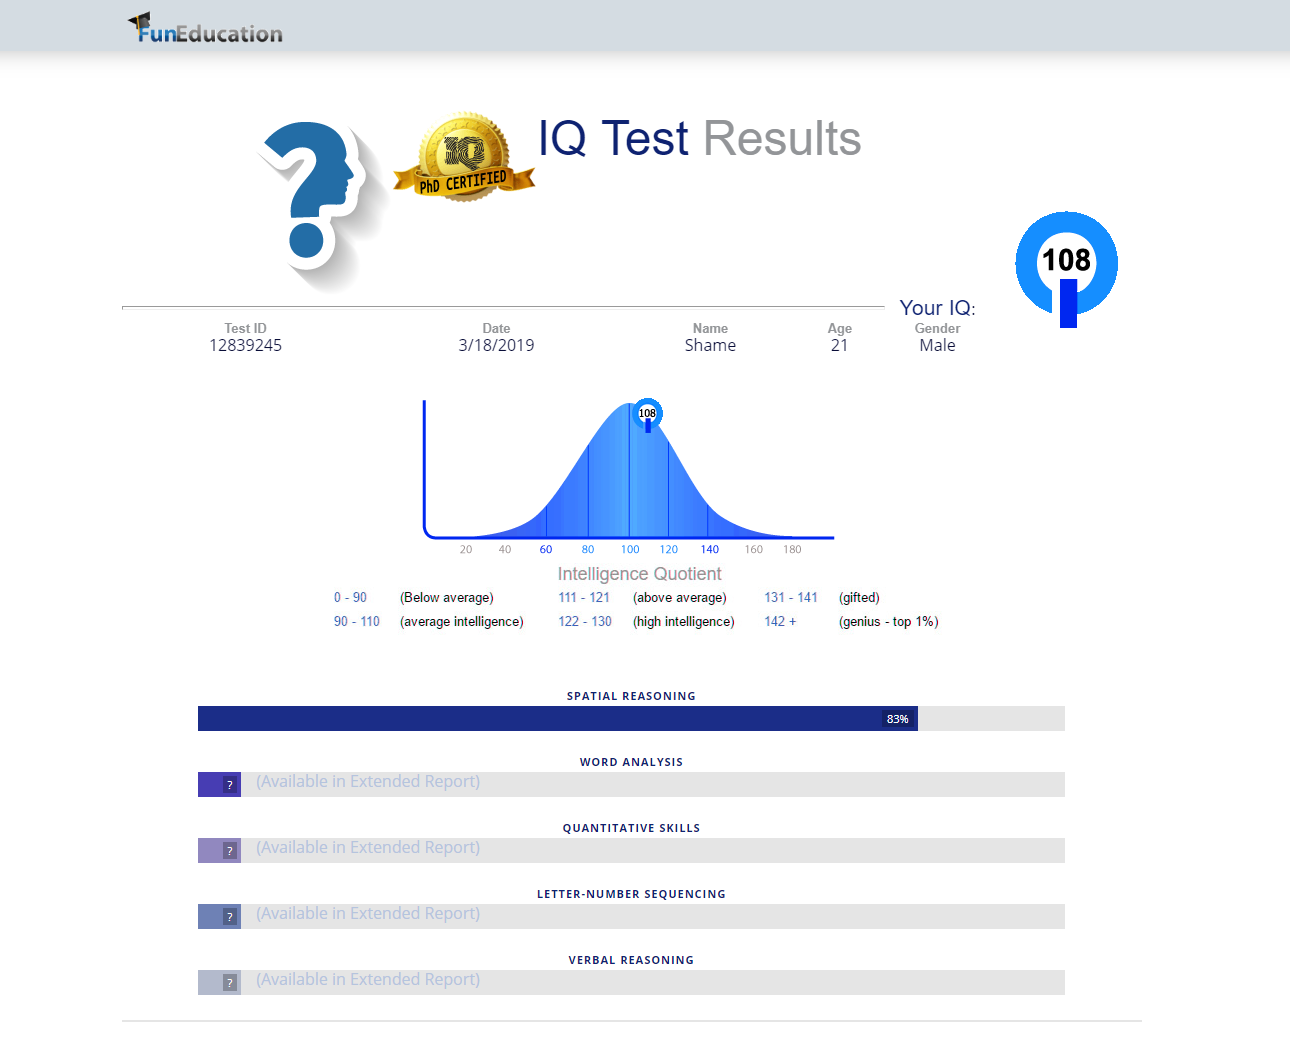 FunEducation
IQ Test Results
IQ
PhD CERTIFIED
108
Your IQ:
Test ID Date Name Age Gender
12839245 3/18/2019 Shame 21 Male
108
20 40 60 80 100 120 140 160 180
Intelligence Quotient
0 - 90 (Below average) 111 - 121 (above average) 131 - 141 (gifted)
90 - 110 (average intelligence) 122 - 130 (high intelligence) 142 + (genius - top 1%)
SPATIAL REASONING
83%
WORD ANALYSIS
? (Available in Extended Report)
QUANTITATIVE SKILLS
? (Available in Extended Report)
LETTER-NUMBER SEQUENCING
? (Available in Extended Report)
VERBAL REASONING
? (Available in Extended Report)